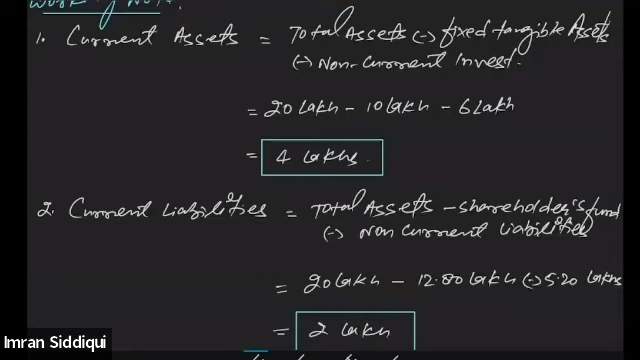 Working Note:
1. Current Assets = Total Assets (-) fixed tangible Assets
(-) Non-Current Invest.
= 20 lakh - 10 lakh - 6 lakh
= 4 lakhs.
2. Current Liabilities = Total Assets - shareholder's fund
(-) Non Current Liabilities
= 20 lakh - 12.80 lakh (-) 5.20 lakhs
= 2 lakh
Imran Siddiqui